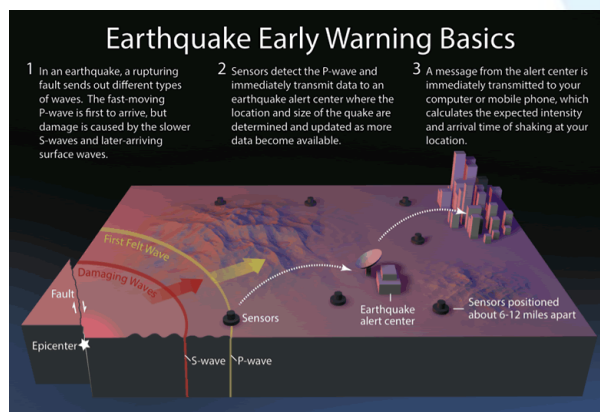 Earthquake Early Warning Basics
1 In an earthquake, a rupturing
fault sends out different types
of waves. The fast-moving
P-wave is first to arrive, but
damage is caused by the slower
S-waves and later-arriving
surface waves.
2 Sensors detect the P-wave and
immediately transmit data to an
earthquake alert center where the
location and size of the quake are
determined and updated as more
data become available.
3 A message from the alert center is
immediately transmitted to your
computer or mobile phone, which
calculates the expected intensity
and arrival time of shaking at your
location.
First Felt Wave
Damaging Waves
Fault
Epicenter
Sensors
S-wave
P-wave
Earthquake
alert center
Sensors positioned
about 6-12 miles apart